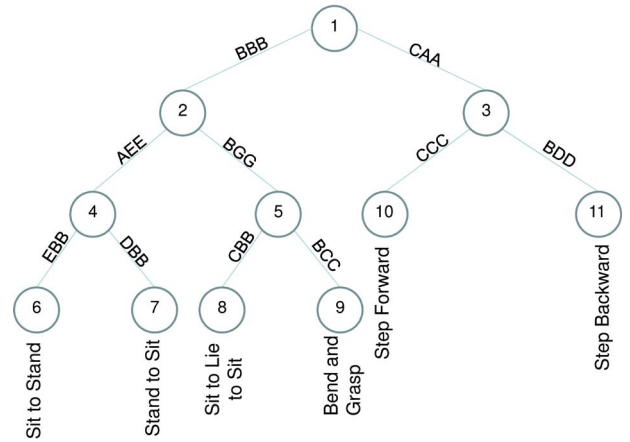 1
BBB
CAA
2
3
AEE
BGG
CCC
BDD
4
5
10
11
EBB
DBB
CBB
BCC
6
7
8
9
Sit to Stand
Stand to Sit
Sit to Lie
to Sit
Bend and
Grasp
Step Forward
Step Backward